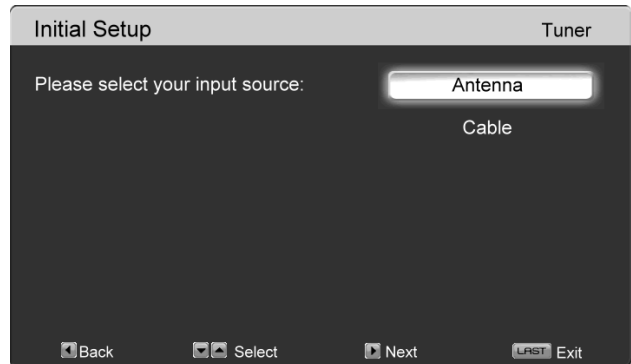 Initial Setup Tuner
Please select your input source: Antenna
Cable
Back Select Next LAST Exit